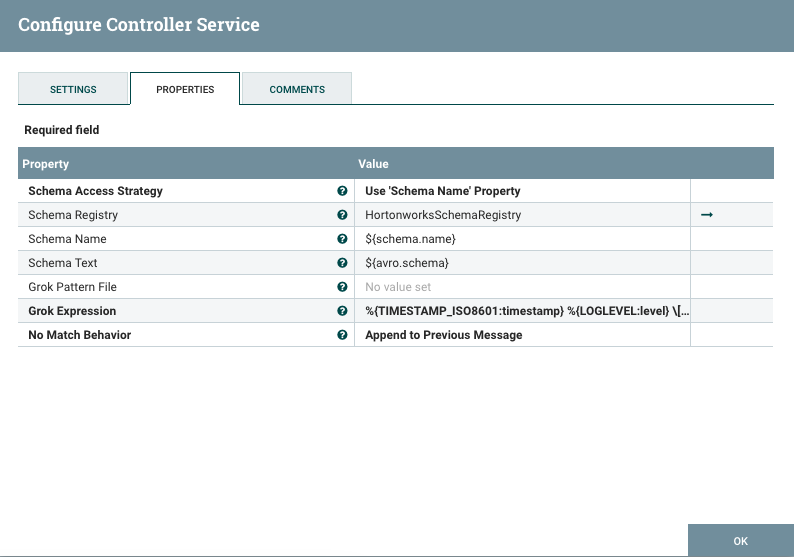 Configure Controller Service
SETTINGS PROPERTIES COMMENTS
Required field
Property Value
Schema Access Strategy ? Use 'Schema Name' Property
Schema Registry ? HortonworksSchemaRegistry →
Schema Name ? ${schema.name}
Schema Text ? ${avro.schema}
Grok Pattern File ? No value set
Grok Expression ? %{TIMESTAMP_ISO8601:timestamp} %{LOGLEVEL:level} \[...
No Match Behavior ? Append to Previous Message
OK